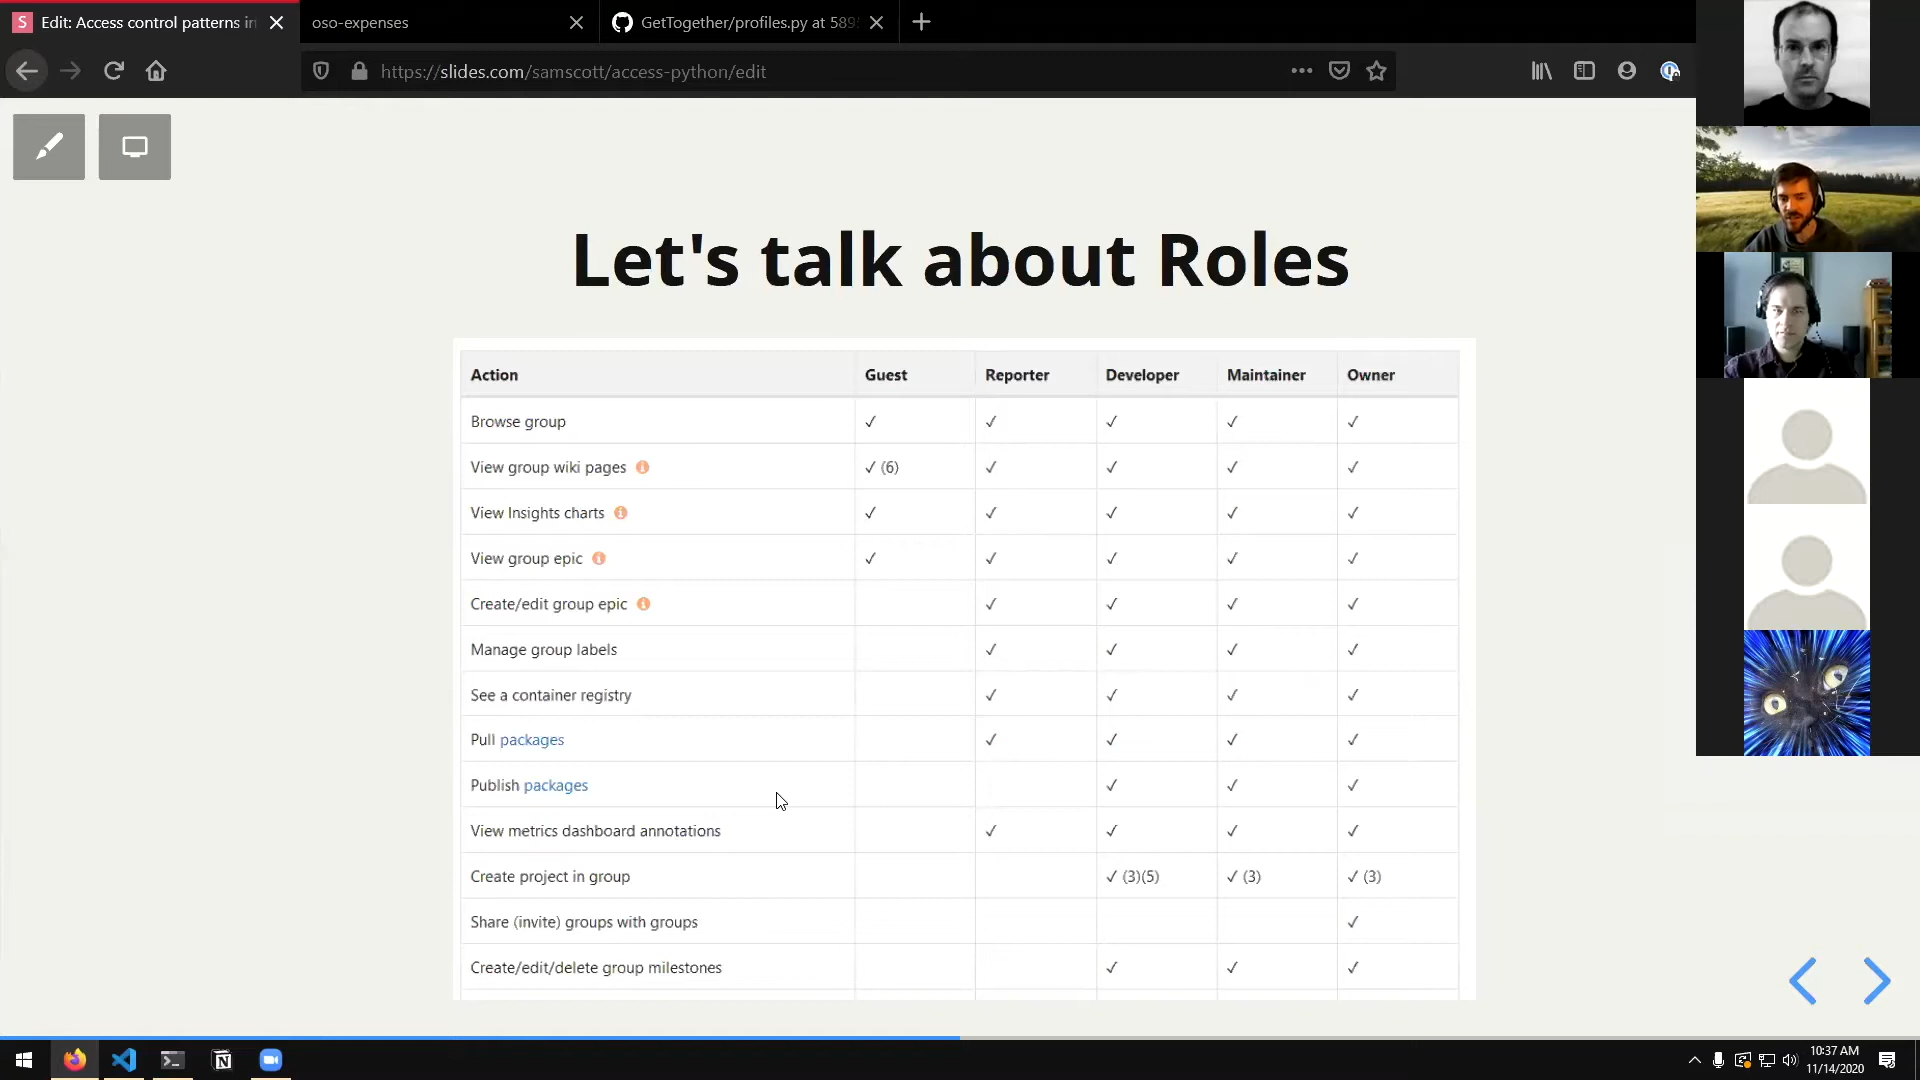 S Edit: Access control patterns in
oso-expenses
GetTogether/profiles.py at 589
https://slides.com/samscott/access-python/edit
Let's talk about Roles
Action Guest Reporter Developer Maintainer Owner
Browse group ✓ ✓ ✓ ✓ ✓
View group wiki pages ✓ (6) ✓ ✓ ✓ ✓
View Insights charts ✓ ✓ ✓ ✓ ✓
View group epic ✓ ✓ ✓ ✓ ✓
Create/edit group epic ✓ ✓ ✓ ✓
Manage group labels ✓ ✓ ✓ ✓
See a container registry ✓ ✓ ✓ ✓
Pull packages ✓ ✓ ✓ ✓
Publish packages ✓ ✓ ✓
View metrics dashboard annotations ✓ ✓ ✓ ✓
Create project in group ✓ (3)(5) ✓ (3) ✓ (3)
Share (invite) groups with groups ✓
Create/edit/delete group milestones ✓ ✓ ✓
10:37 AM
11/14/2020